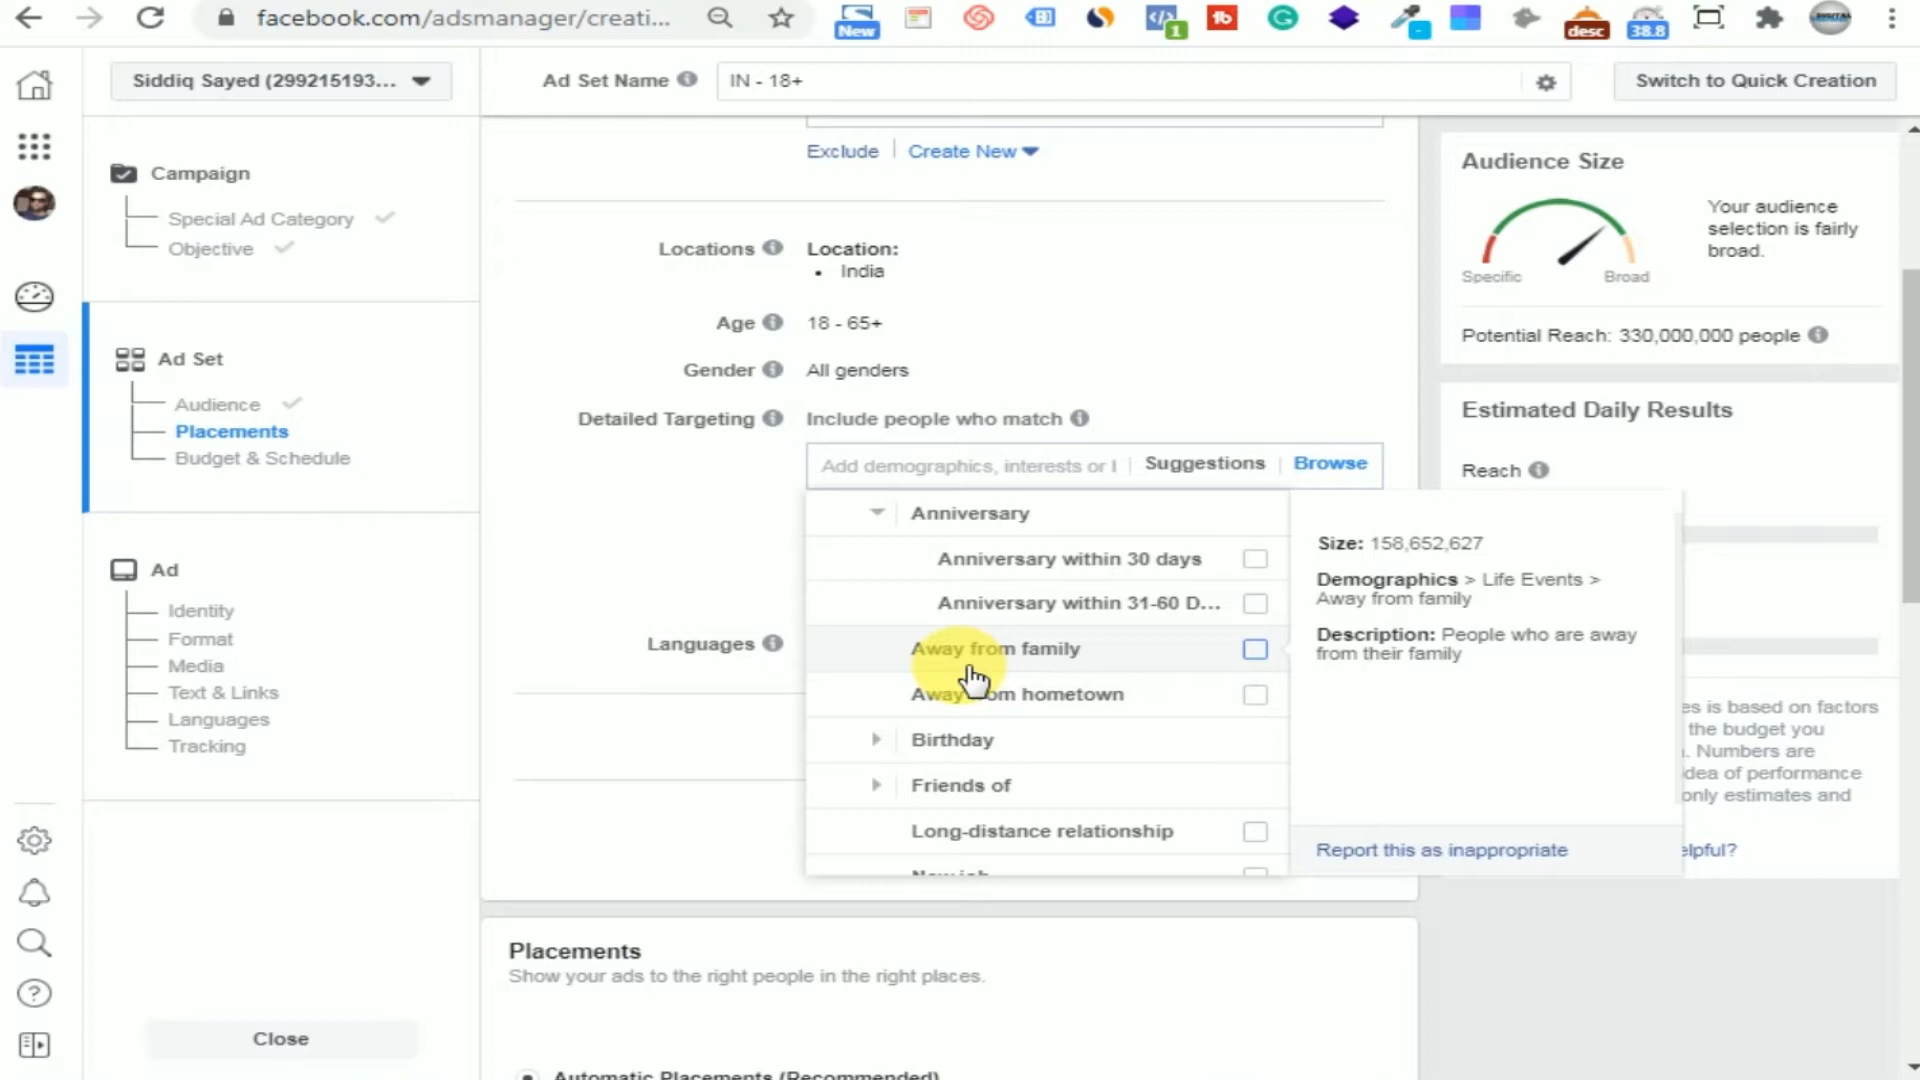 facebook.com/adsmanager/creati...
New
1
desc
38.8
Siddiq Sayed (299215193...
Ad Set Name
IN - 18+
Switch to Quick Creation
Campaign
Special Ad Category
Objective
Ad Set
Audience
Placements
Budget & Schedule
Ad
Identity
Format
Media
Text & Links
Languages
Tracking
Close
Exclude
Create New
Locations
Location:
• India
Age
18 - 65+
Gender
All genders
Detailed Targeting
Include people who match
Add demographics, interests or
Suggestions
Browse
Anniversary
Anniversary within 30 days
Anniversary within 31-60 D...
Away from family
Away from hometown
Birthday
Friends of
Long-distance relationship
New job
Languages
Size: 158,652,627
Demographics > Life Events >
Away from family
Description: People who are away
from their family
Report this as inappropriate
Placements
Show your ads to the right people in the right places.
Automatic Placements (Recommended)
Audience Size
Specific
Broad
Your audience
selection is fairly
broad.
Potential Reach: 330,000,000 people
Estimated Daily Results
Reach
es is based on factors
the budget you
Numbers are
idea of performance
only estimates and
elpful?